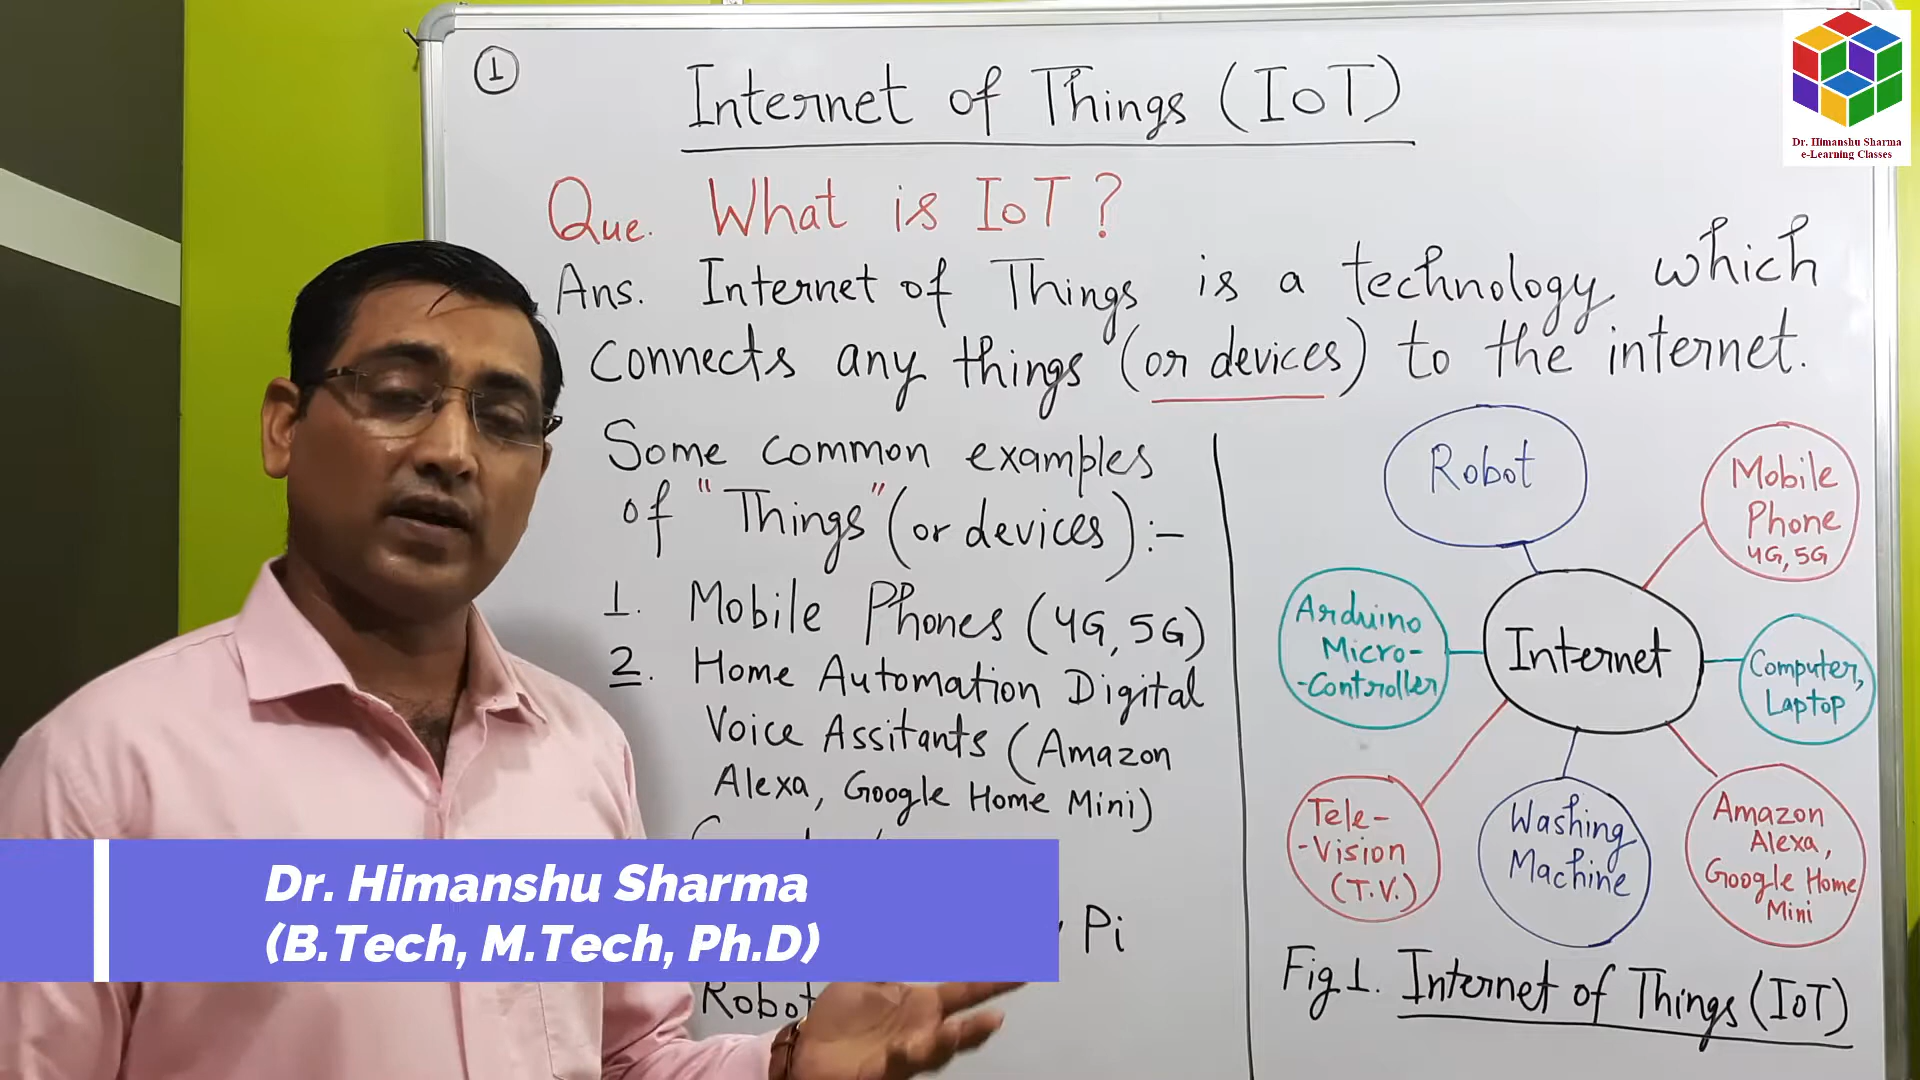 1
Internet of Things (IoT)
Dr. Himanshu Sharma
e-Learning Classes
Que. What is IoT?
Ans. Internet of Things is a technology which
connects any things (or devices) to the internet.
Some common examples
of "Things" (or devices):-
1. Mobile Phones (4G, 5G)
2. Home Automation Digital
Voice Assitants (Amazon
Alexa, Google Home Mini)
Pi
Robot
Robot
Mobile
Phone
4G, 5G
Arduino
Micro-
-Controller
Internet
Computer,
Laptop
Tele-
-Vision
(T.V.)
Washing
Machine
Amazon
Alexa,
Google Home
Mini
Fig 1. Internet of Things (IoT)
Dr. Himanshu Sharma
(B.Tech, M.Tech, Ph.D)